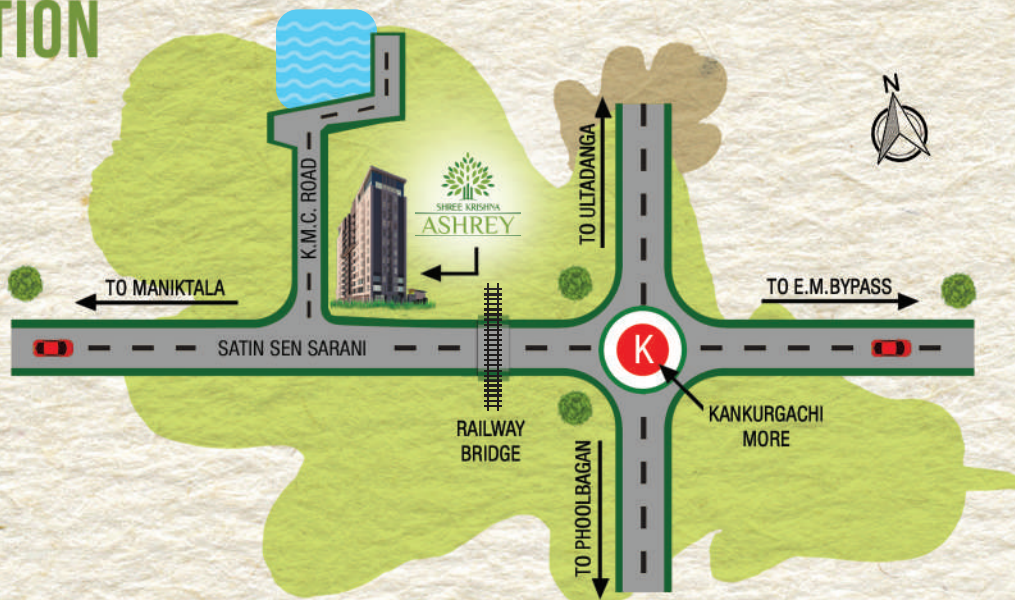 TION
N
K.M.C. ROAD
SHREE KRISHNA
ASHREY
TO ULTADANGA
TO MANIKTALA
TO E.M.BYPASS
SATIN SEN SARANI
K
RAILWAY
BRIDGE
KANKURGACHI
MORE
TO PHOOLBAGAN